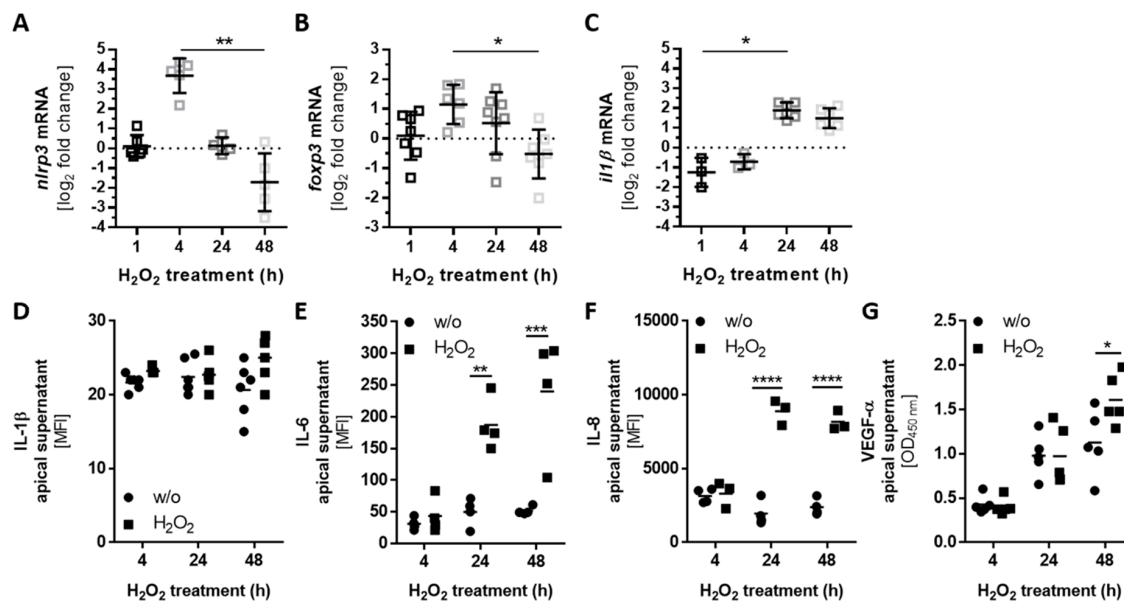 A
**
nlrp3 mRNA
[log2 fold change]
6
5
4
3
2
1
0
-1
-2
-3
-4
1 4 24 48
H2O2 treatment (h)
B
*
foxp3 mRNA
[log2 fold change]
3
2
1
0
-1
-2
-3
1 4 24 48
H2O2 treatment (h)
C
*
il1β mRNA
[log2 fold change]
5
4
3
2
1
0
-1
-2
-3
-4
1 4 24 48
H2O2 treatment (h)
D
IL-1β
apical supernatant
[MFI]
30
20
10
0
w/o
H2O2
4 24 48
H2O2 treatment (h)
E
IL-6
apical supernatant
[MFI]
350
300
250
200
150
100
50
0
w/o
H2O2
**
***
4 24 48
H2O2 treatment (h)
F
IL-8
apical supernatant
[MFI]
15000
10000
5000
0
w/o
H2O2
**** ****
4 24 48
H2O2 treatment (h)
G
VEGF-α
apical supernatant
[OD450 nm]
2.5
2.0
1.5
1.0
0.5
0.0
w/o
H2O2
*
4 24 48
H2O2 treatment (h)